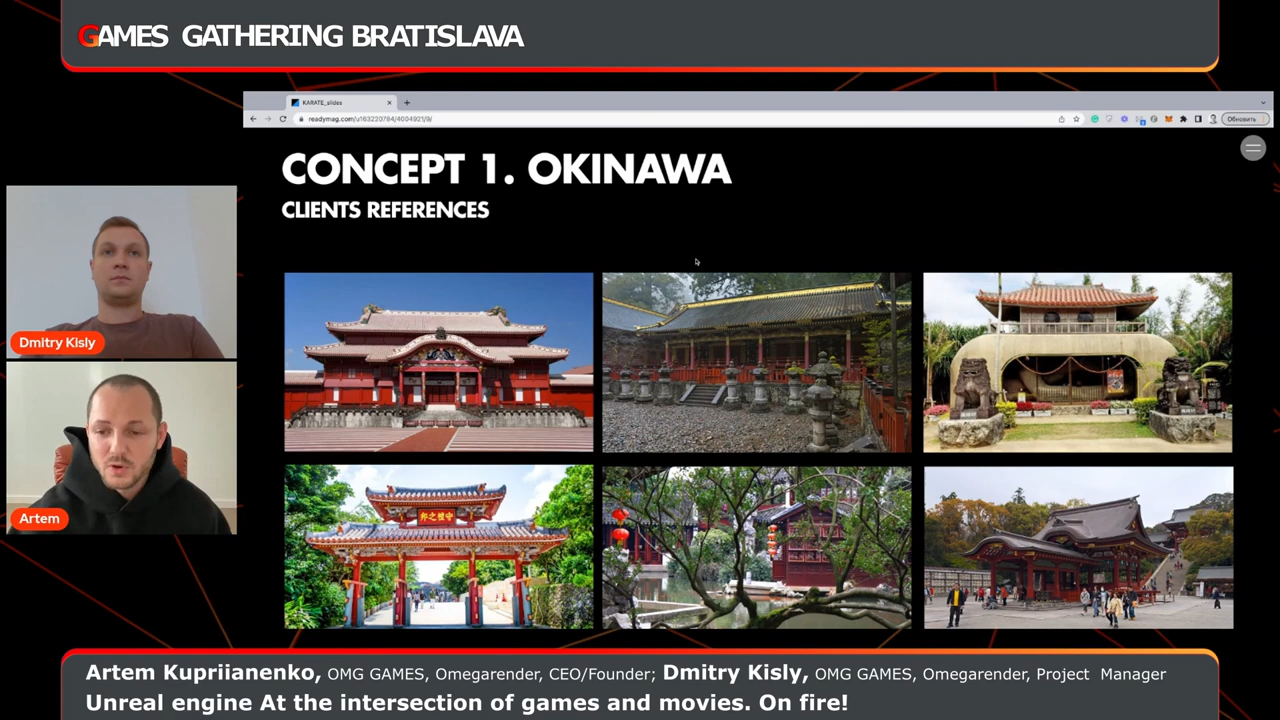 GAMES GATHERING BRATISLAVA
KARATE_slides
readymag.com/u163220784/4004921/9/
Обновить
CONCEPT 1. OKINAWA
CLIENTS REFERENCES
Dmitry Kisly
Artem
Artem Kupriianenko, OMG GAMES, Omegarender, CEO/Founder; Dmitry Kisly, OMG GAMES, Omegarender, Project Manager
Unreal engine At the intersection of games and movies. On fire!